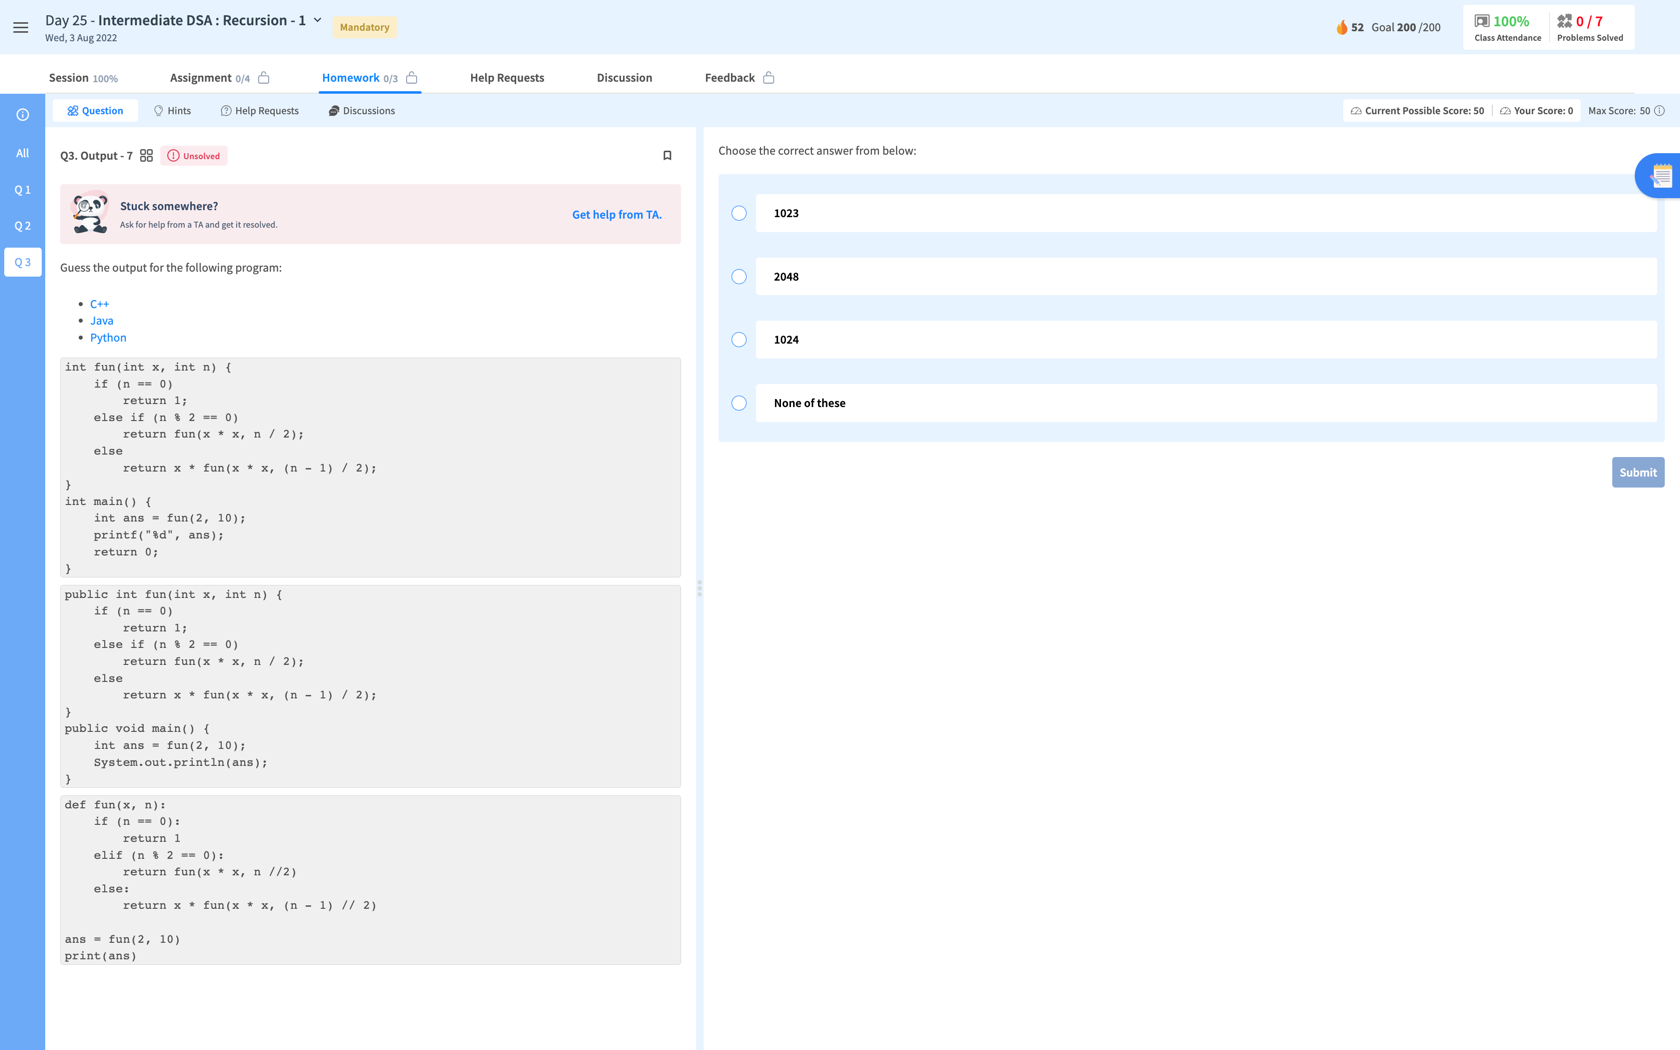 Day 25 - Intermediate DSA : Recursion - 1
Mandatory
Wed, 3 Aug 2022
52 Goal 200 /200
100%
Class Attendance
0 / 7
Problems Solved
Session 100%
Assignment 0/4
Homework 0/3
Help Requests
Discussion
Feedback
Question
Hints
Help Requests
Discussions
Current Possible Score: 50
Your Score: 0
Max Score: 50
All
Q 1
Q 2
Q 3
Q3. Output - 7
Unsolved
Stuck somewhere?
Ask for help from a TA and get it resolved.
Get help from TA.
Guess the output for the following program:
C++
Java
Python
int fun(int x, int n) {
    if (n == 0)
        return 1;
    else if (n % 2 == 0)
        return fun(x * x, n / 2);
    else
        return x * fun(x * x, (n - 1) / 2);
}
int main() {
    int ans = fun(2, 10);
    printf("%d", ans);
    return 0;
}
public int fun(int x, int n) {
    if (n == 0)
        return 1;
    else if (n % 2 == 0)
        return fun(x * x, n / 2);
    else
        return x * fun(x * x, (n - 1) / 2);
}
public void main() {
    int ans = fun(2, 10);
    System.out.println(ans);
}
def fun(x, n):
    if (n == 0):
        return 1
    elif (n % 2 == 0):
        return fun(x * x, n //2)
    else:
        return x * fun(x * x, (n - 1) // 2)
ans = fun(2, 10)
print(ans)
Choose the correct answer from below:
1023
2048
1024
None of these
Submit